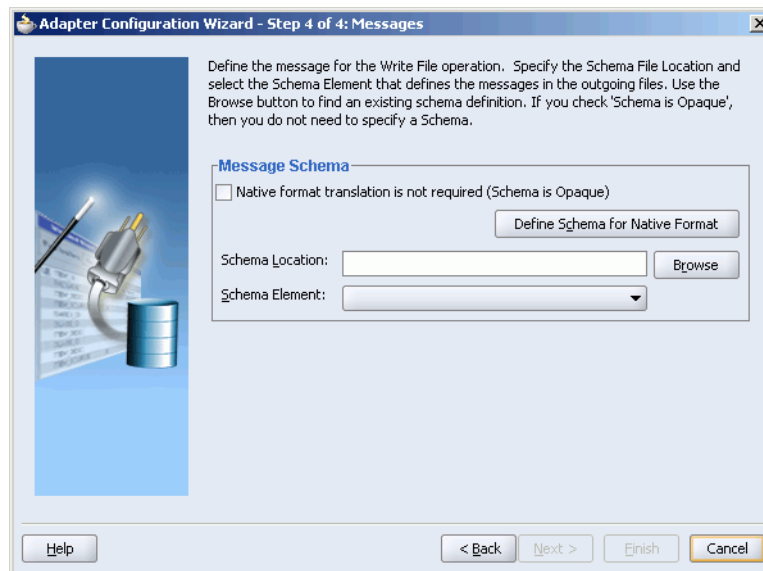 Adapter Configuration Wizard - Step 4 of 4: Messages
Define the message for the Write File operation. Specify the Schema File Location and
select the Schema Element that defines the messages in the outgoing files. Use the
Browse button to find an existing schema definition. If you check 'Schema is Opaque',
then you do not need to specify a Schema.
Message Schema
Native format translation is not required (Schema is Opaque)
Define Schema for Native Format
Schema Location:
Browse
Schema Element:
Help
< Back
Next >
Finish
Cancel